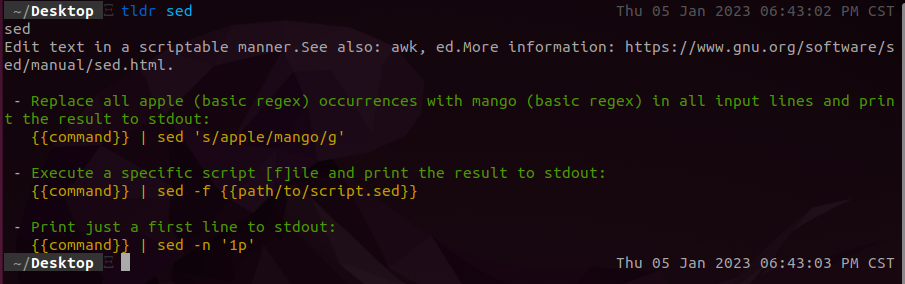 ~/Desktop Ξ tldr sed Thu 05 Jan 2023 06:43:02 PM CST
sed
Edit text in a scriptable manner.See also: awk, ed.More information: https://www.gnu.org/software/s
ed/manual/sed.html.
- Replace all apple (basic regex) occurrences with mango (basic regex) in all input lines and prin
t the result to stdout:
{{command}} | sed 's/apple/mango/g'
- Execute a specific script [f]ile and print the result to stdout:
{{command}} | sed -f {{path/to/script.sed}}
- Print just a first line to stdout:
{{command}} | sed -n '1p'
~/Desktop Ξ Thu 05 Jan 2023 06:43:03 PM CST